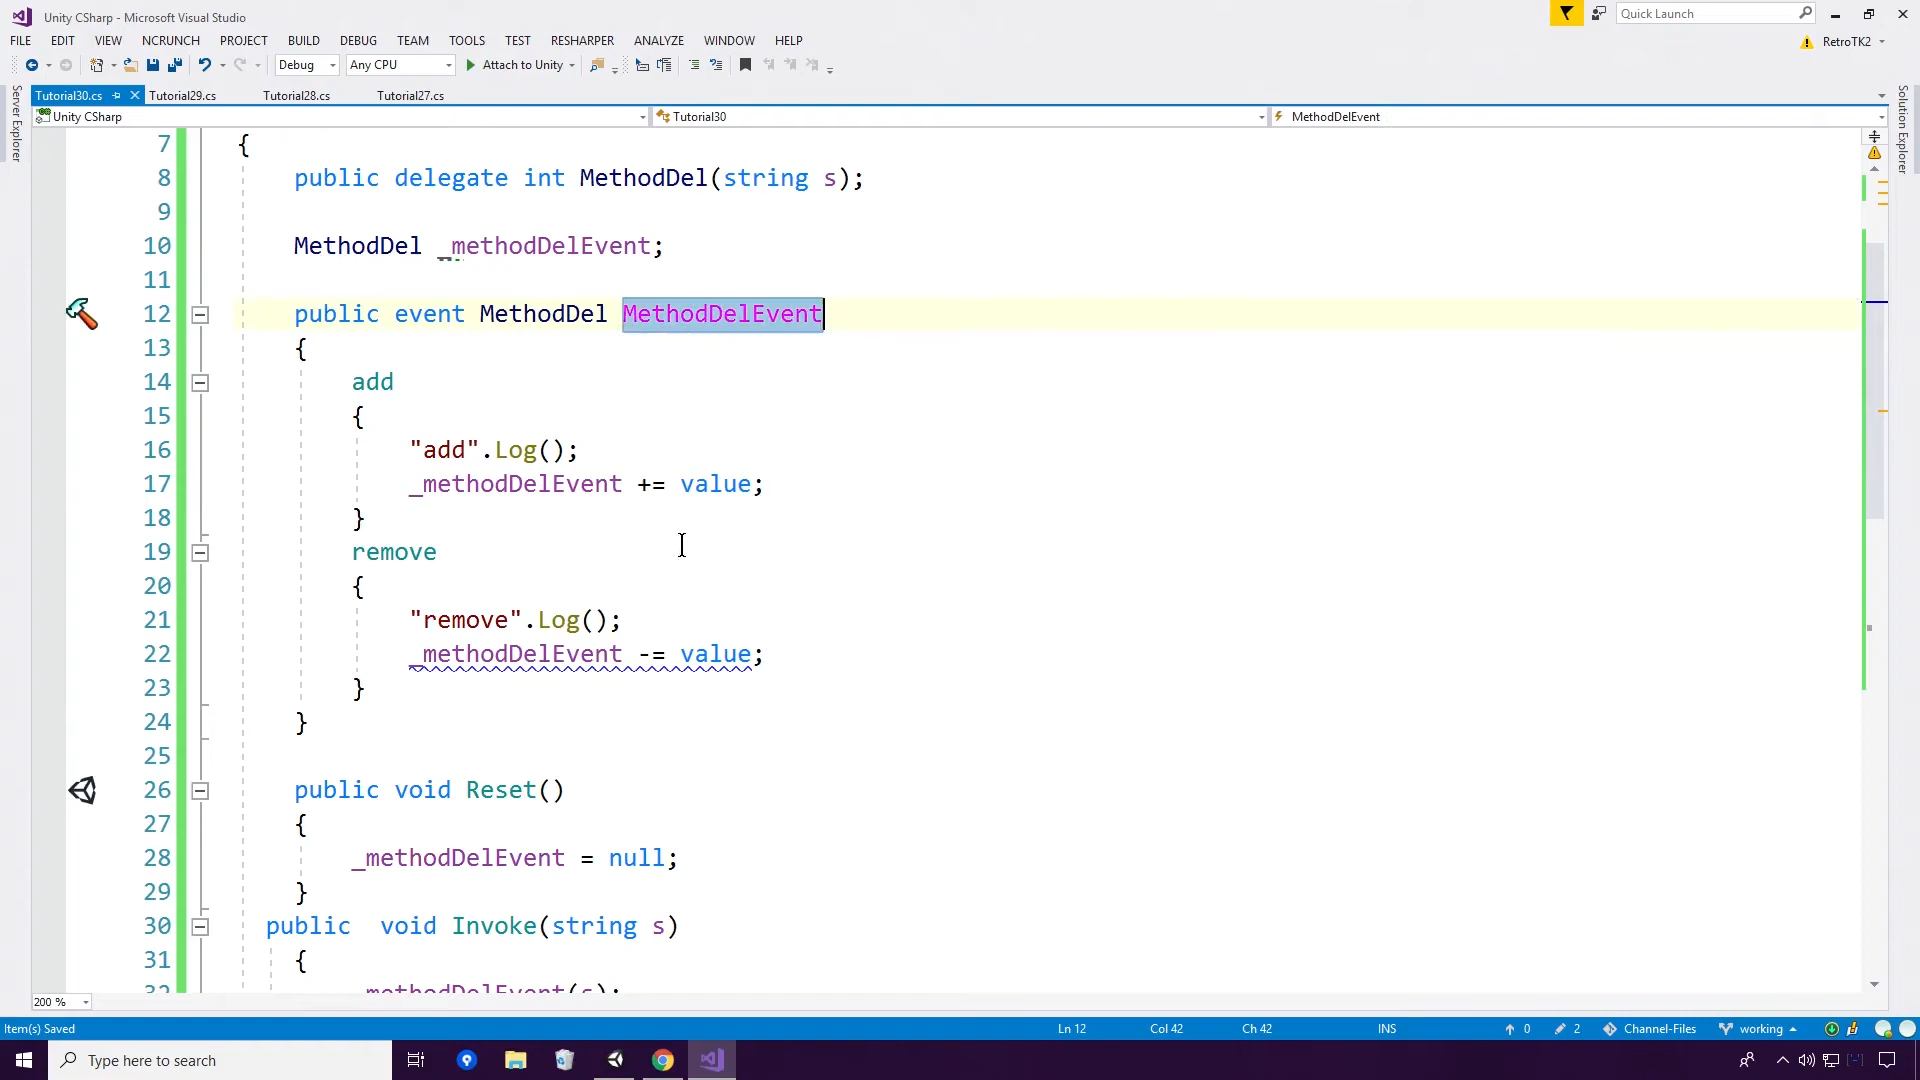 Unity CSharp - Microsoft Visual Studio
Quick Launch
FILE EDIT VIEW NCRUNCH PROJECT BUILD DEBUG TEAM TOOLS TEST RESHARPER ANALYZE WINDOW HELP
RetroTK2
Debug Any CPU Attach to Unity
Server Explorer
Tutorial30.cs Tutorial29.cs Tutorial28.cs Tutorial27.cs
Solution Explorer
Unity CSharp Tutorial30 MethodDelEvent
7 {
8 public delegate int MethodDel(string s);
9
10 MethodDel _methodDelEvent;
11
12 public event MethodDel MethodDelEvent
13 {
14 add
15 {
16 "add".Log();
17 _methodDelEvent += value;
18 }
19 remove
20 {
21 "remove".Log();
22 _methodDelEvent -= value;
23 }
24 }
25
26 public void Reset()
27 {
28 _methodDelEvent = null;
29 }
30 public void Invoke(string s)
31 {
32 _methodDelEvent(s);
200 %
Item(s) Saved Ln 12 Col 42 Ch 42 INS 0 2 Channel-Files working
Type here to search